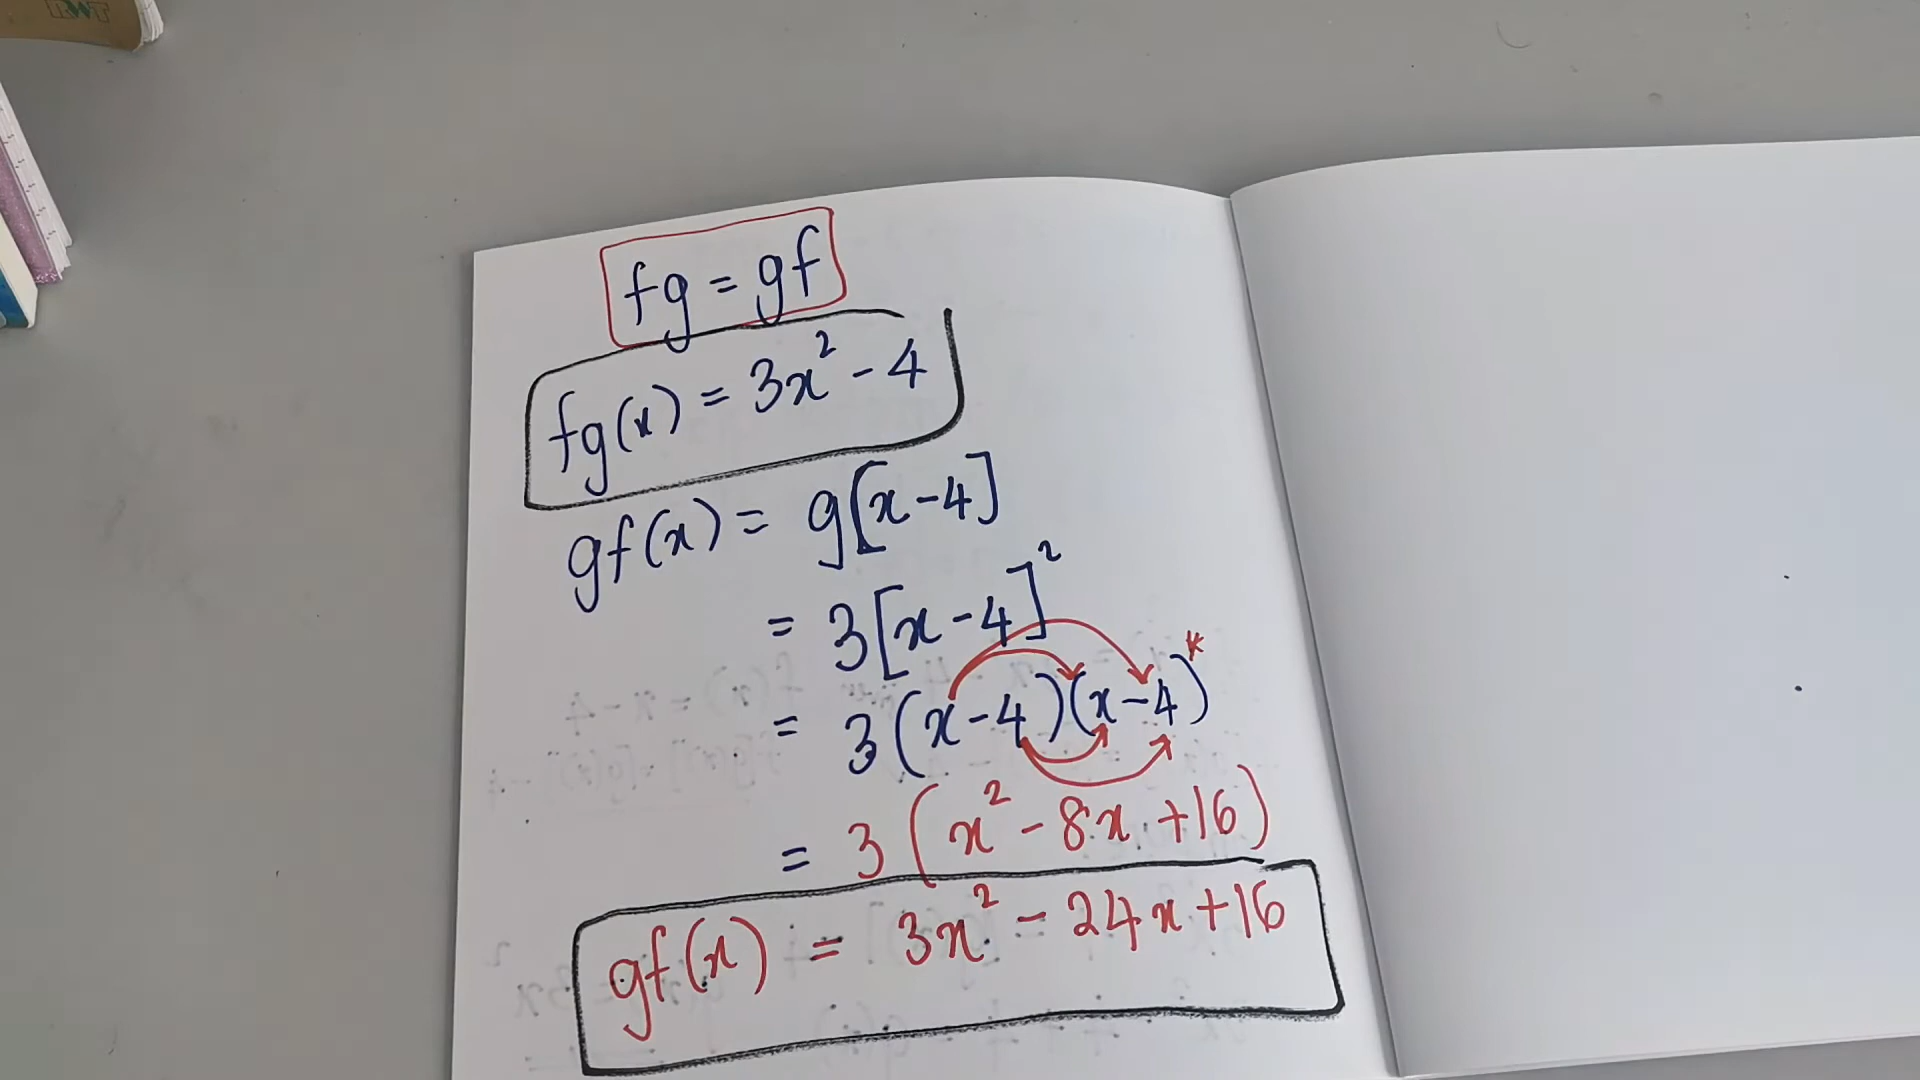 RWT
fg = gf
fg(x) = 3x² - 4
gf(x) = g[x-4]
= 3[x-4]²
= 3(x-4)(x-4)*
= 3(x² - 8x + 16)
gf(x) = 3x² - 24x + 16